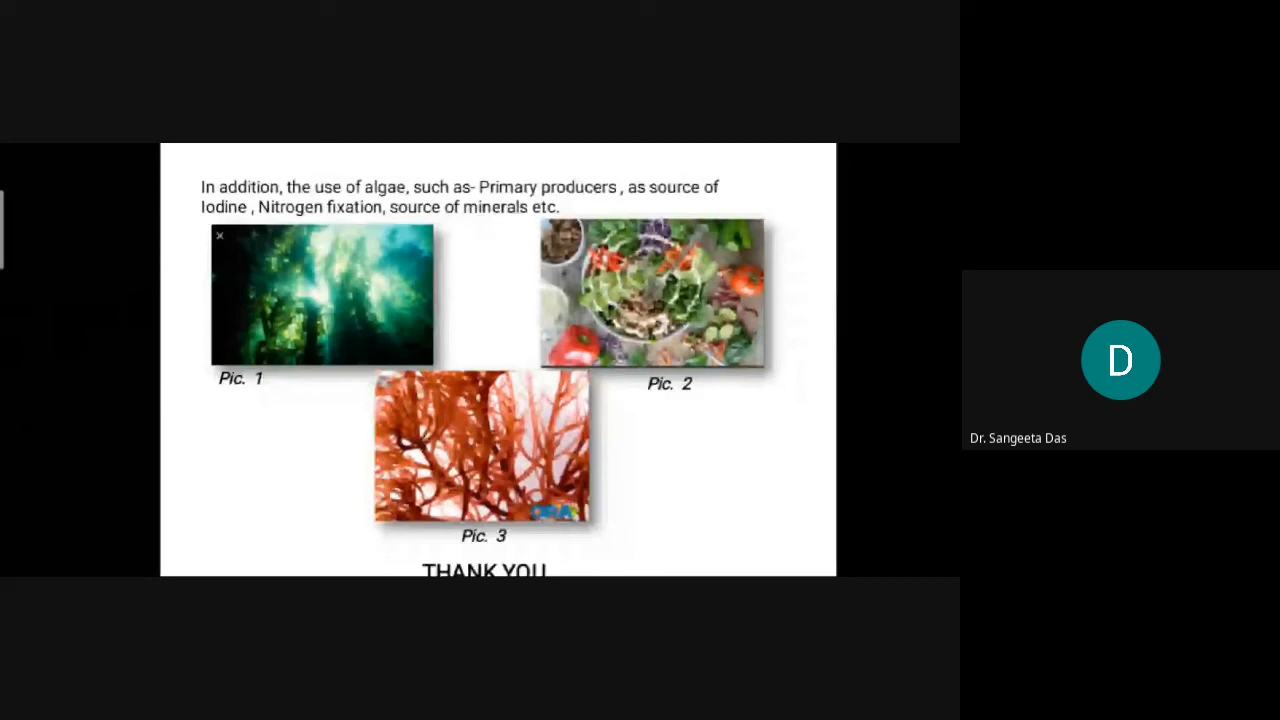 In addition, the use of algae, such as- Primary producers , as source of
Iodine , Nitrogen fixation, source of minerals etc.
Pic. 1
Pic. 2
Pic. 3
THANK YOU
D
Dr. Sangeeta Das